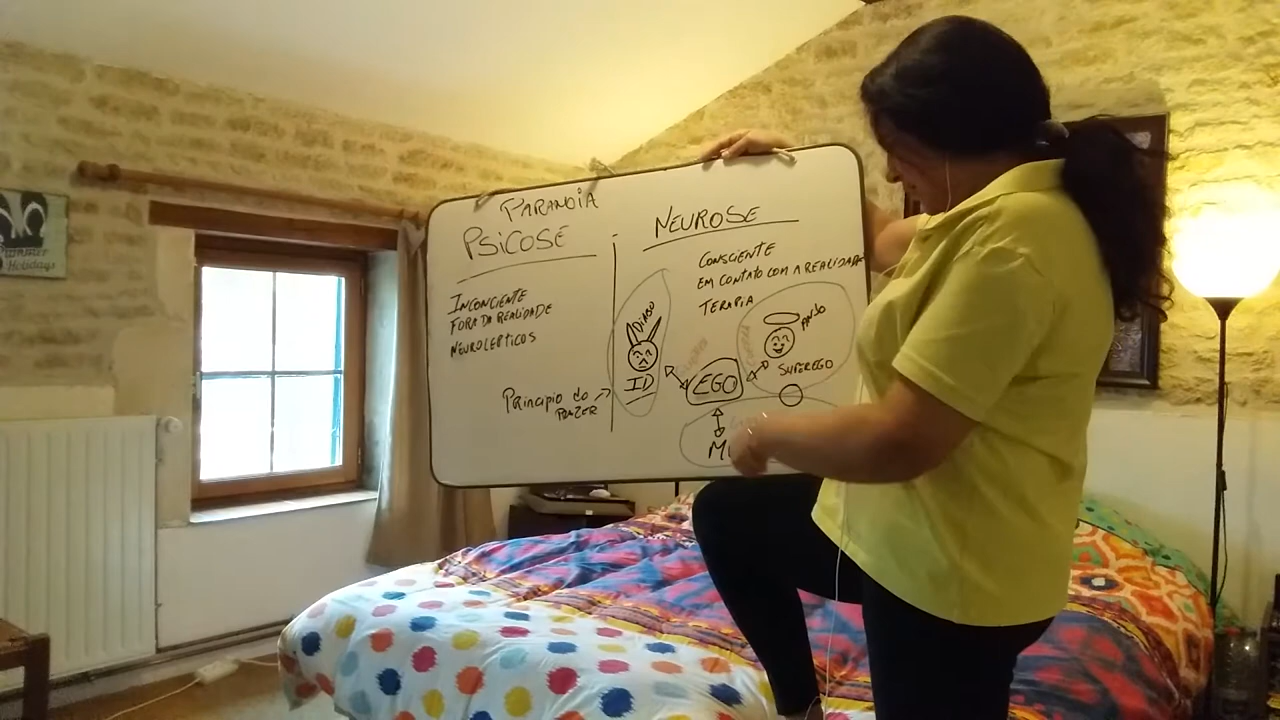 PARANOIA
PSICOSE
INCONCIENTE
FORA DA REALIDADE
NEUROLEPTICOS
Principio do
PRAZER
NEUROSE
CONSCIENTE
EM CONTATO COM A REALIDADE
TERAPIA
DIABO
ID
EGO
ANJO
SUPEREGO
Holidays